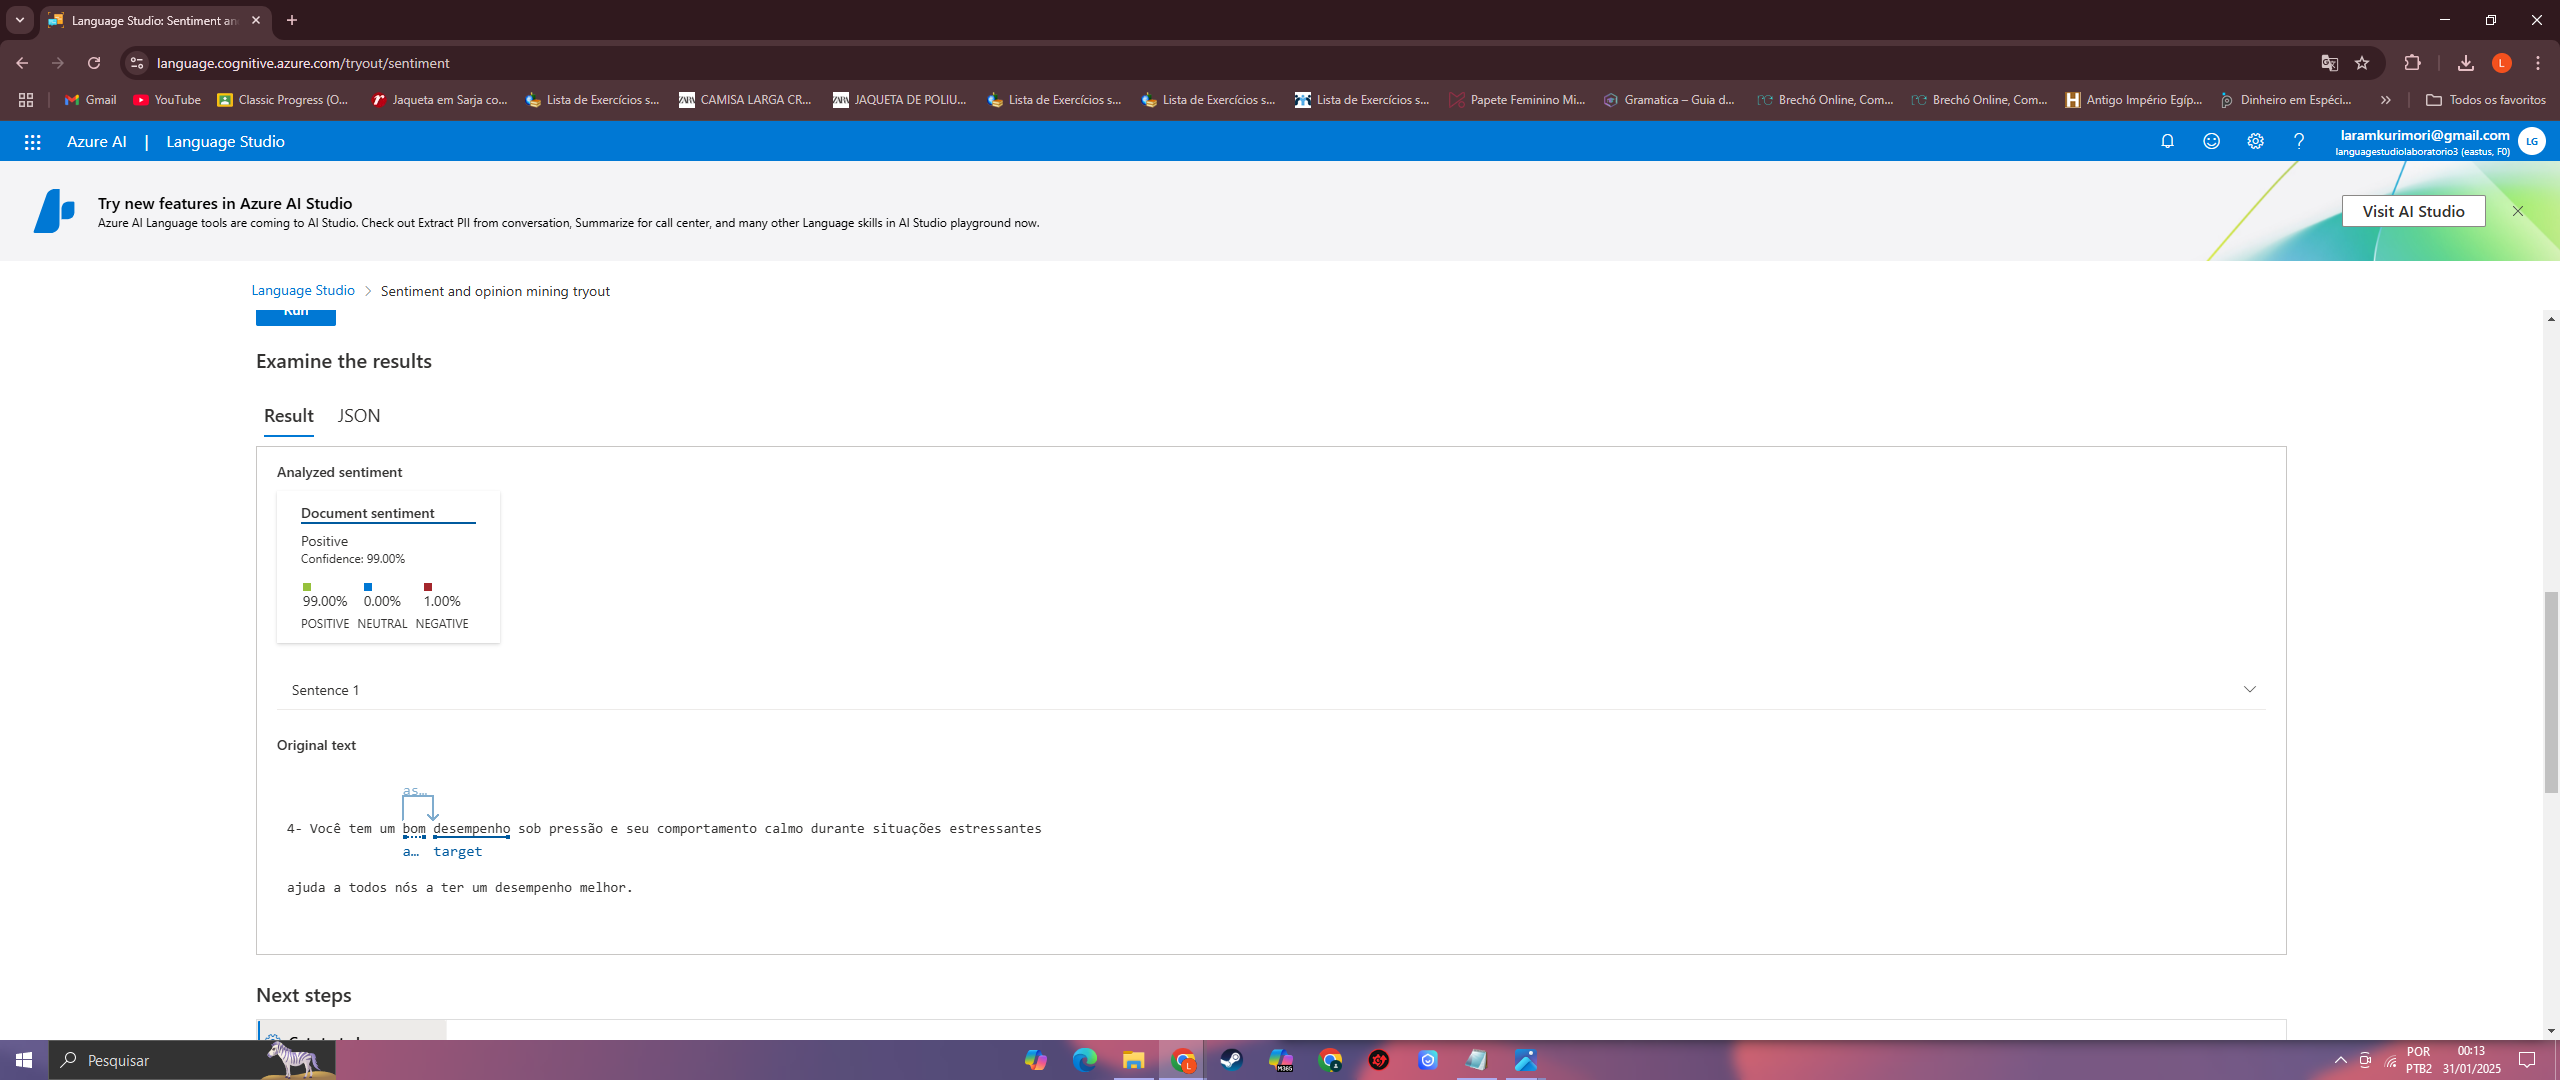 Language Studio: Sentiment an
language.cognitive.azure.com/tryout/sentiment
L
Gmail
YouTube
Classic Progress (O...
Jaqueta em Sarja co...
Lista de Exercícios s...
CAMISA LARGA CR...
JAQUETA DE POLIU...
Lista de Exercícios s...
Lista de Exercícios s...
Lista de Exercícios s...
Papete Feminino Mi...
Gramatica – Guia d...
Brechó Online, Com...
Brechó Online, Com...
Antigo Império Egíp...
Dinheiro em Espéci...
Todos os favoritos
Azure AI | Language Studio
laramkurimori@gmail.com
languagestudiolaboratorio3 (eastus, F0)
LG
Try new features in Azure AI Studio
Azure AI Language tools are coming to AI Studio. Check out Extract PII from conversation, Summarize for call center, and many other Language skills in AI Studio playground now.
Visit AI Studio
Language Studio > Sentiment and opinion mining tryout
Run
Examine the results
Result JSON
Analyzed sentiment
Document sentiment
Positive
Confidence: 99.00%
99.00% 0.00% 1.00%
POSITIVE NEUTRAL NEGATIVE
Sentence 1
Original text
as...
4- Você tem um bom desempenho sob pressão e seu comportamento calmo durante situações estressantes
a... target
ajuda a todos nós a ter um desempenho melhor.
Next steps
Pesquisar
POR
PTB2
00:13
31/01/2025